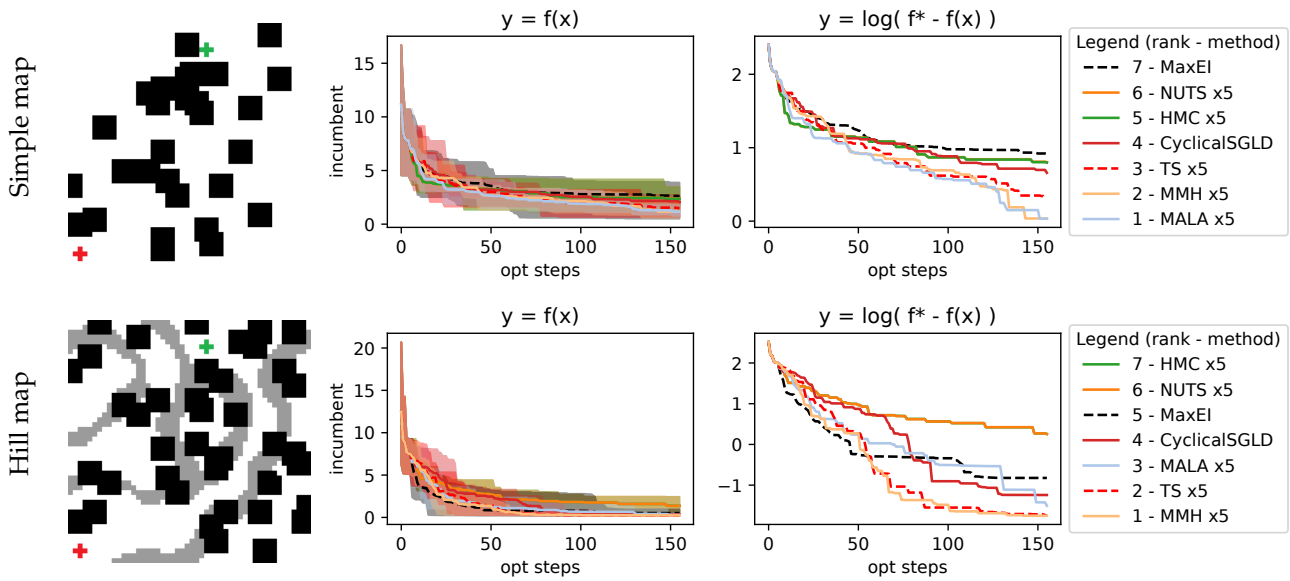 Simple map
y = f(x)
incumbent
15
10
5
0
0
50
100
150
opt steps
y = log( f* - f(x) )
2
1
0
0
50
100
150
opt steps
Legend (rank - method)
7 - MaxEI
6 - NUTS x5
5 - HMC x5
4 - CyclicalSGLD
3 - TS x5
2 - MMH x5
1 - MALA x5
Hill map
y = f(x)
incumbent
20
15
10
5
0
0
50
100
150
opt steps
y = log( f* - f(x) )
2
1
0
−1
0
50
100
150
opt steps
Legend (rank - method)
7 - HMC x5
6 - NUTS x5
5 - MaxEI
4 - CyclicalSGLD
3 - MALA x5
2 - TS x5
1 - MMH x5